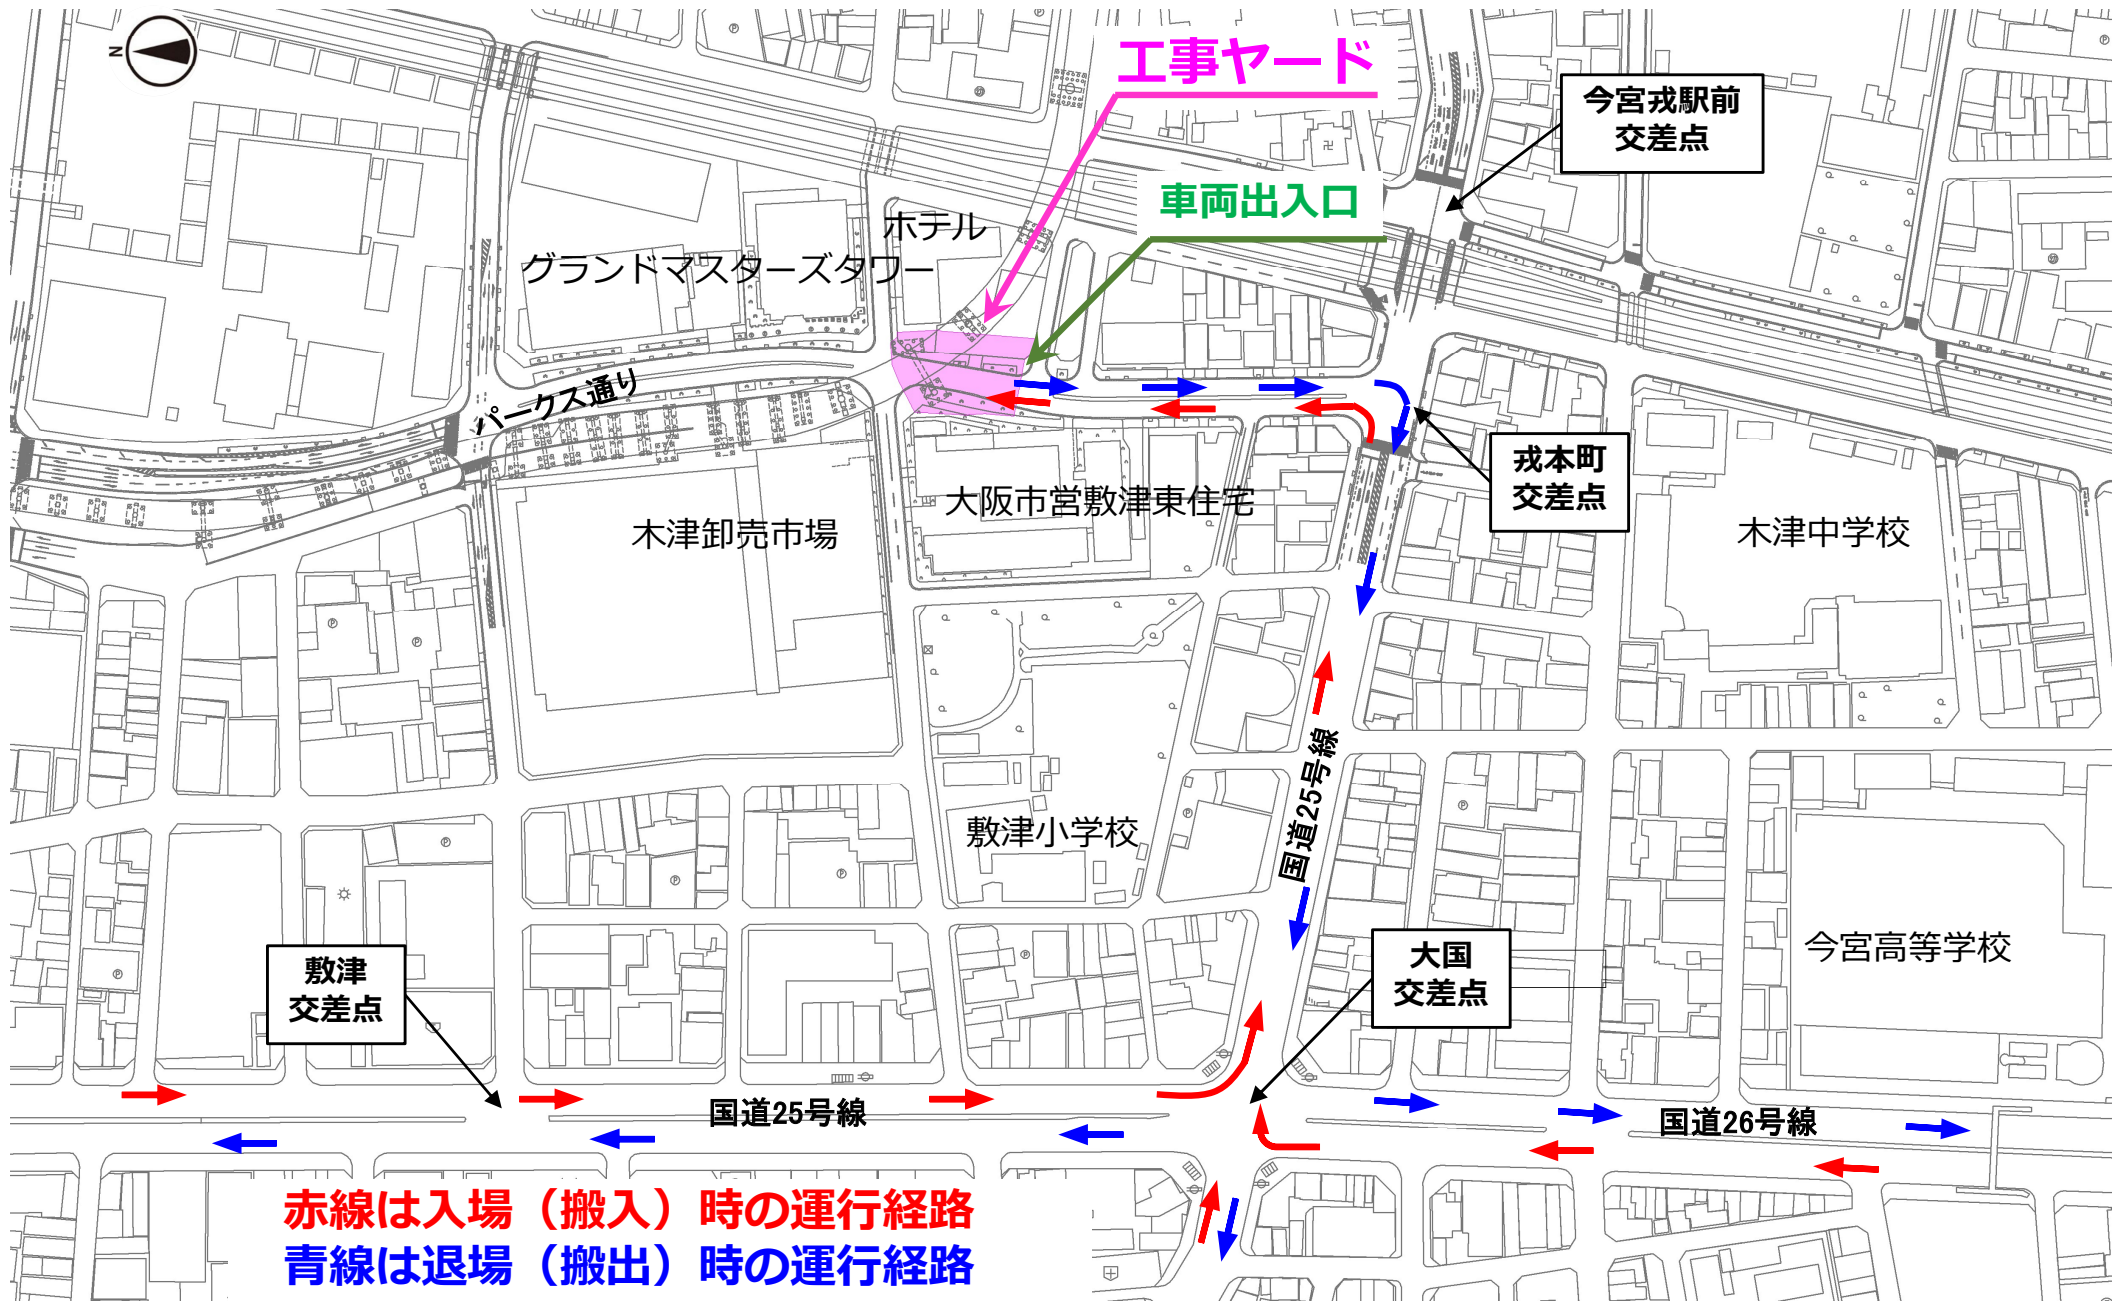 N
工事ヤード
今宮戎駅前
交差点
車両出入口
ホテル
グランドマスターズタワー
パークス通り
戎本町
交差点
大阪市営敷津東住宅
木津卸売市場
木津中学校
国道25号線
敷津小学校
今宮高等学校
敷津
交差点
大国
交差点
国道25号線
国道26号線
赤線は入場（搬入）時の運行経路
青線は退場（搬出）時の運行経路